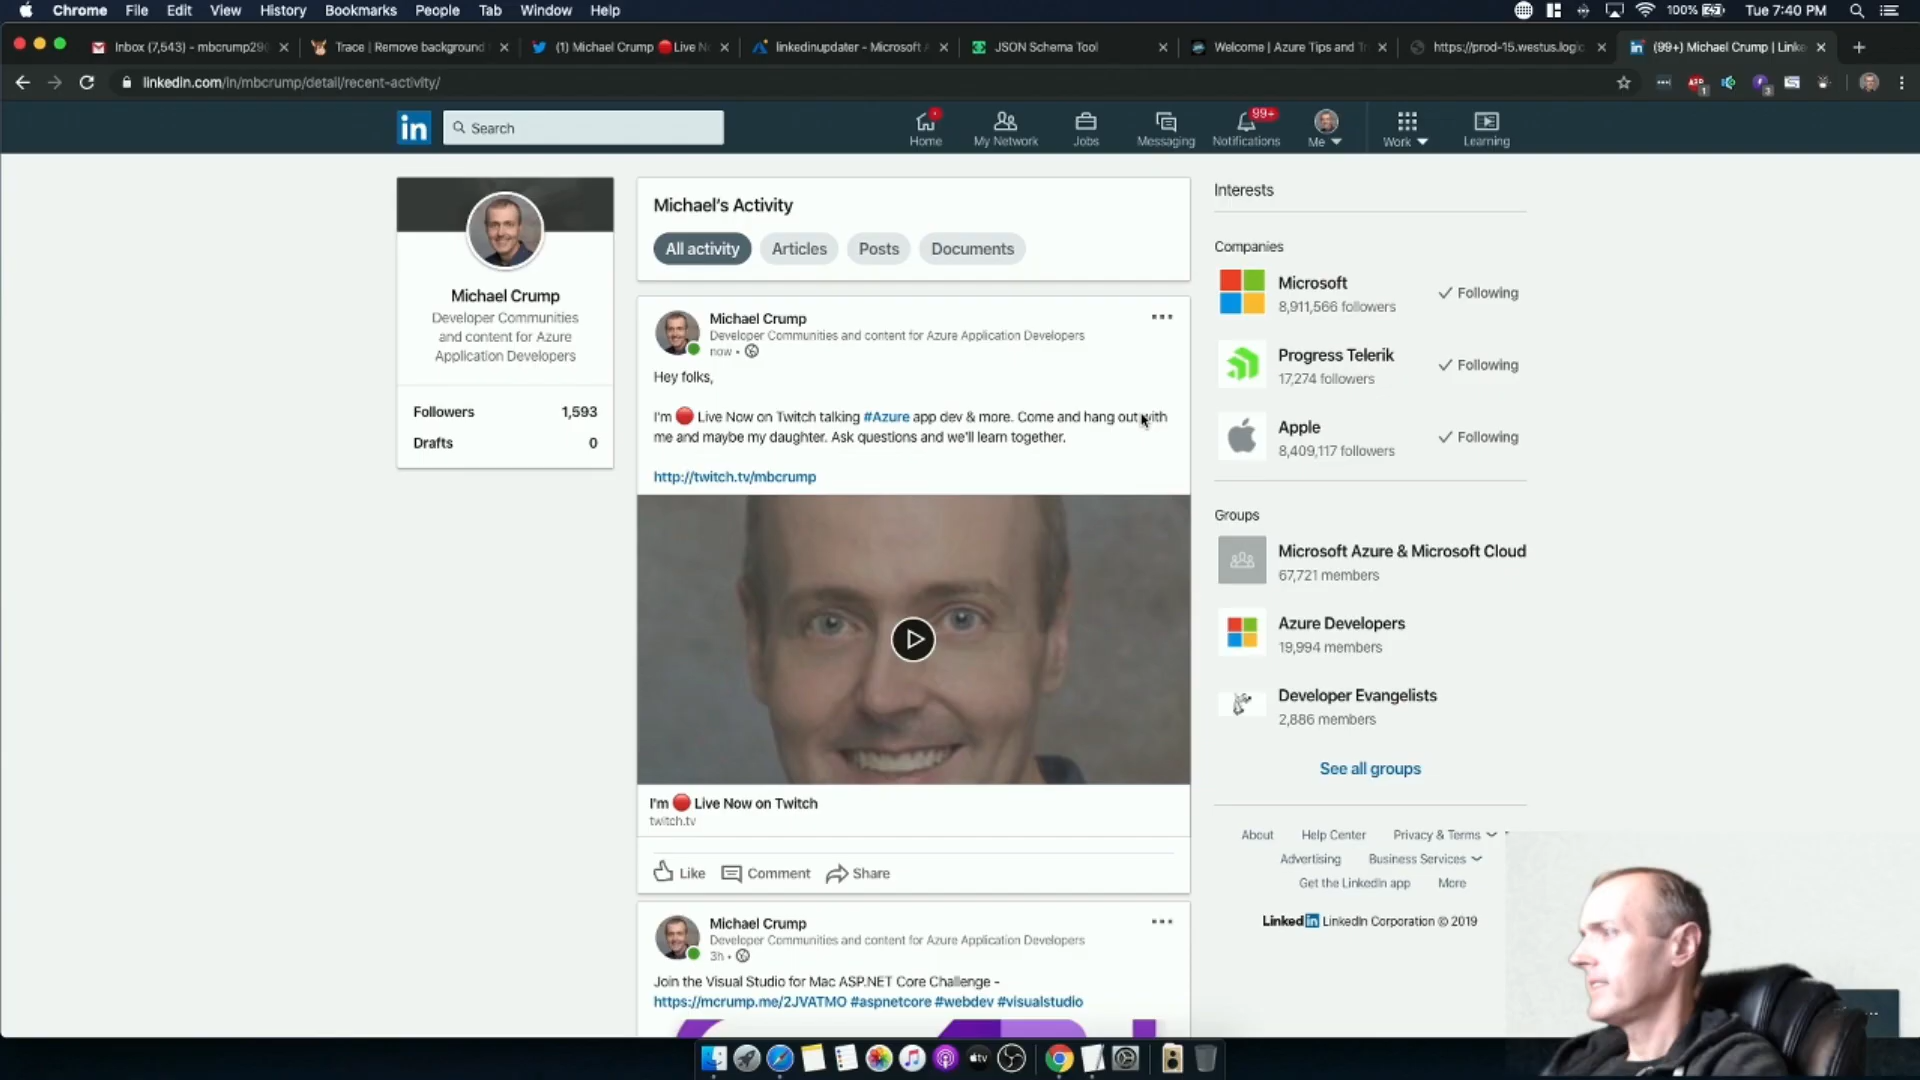 Chrome File Edit View History Bookmarks People Tab Window Help 100% Tue 7:40 PM
Inbox (7,543) - mbcrump29 Trace | Remove background (1) Michael Crump 🔴Live N linkedinupdater - Microsoft A JSON Schema Tool Welcome | Azure Tips and Tr https://prod-15.westus.logic (99+) Michael Crump | Linke
linkedin.com/in/mbcrump/detail/recent-activity/
in Search Home My Network Jobs Messaging 99+ Notifications Me Work Learning
Michael Crump
Developer Communities
and content for Azure
Application Developers
Followers 1,593
Drafts 0
Michael's Activity
All activity Articles Posts Documents
Michael Crump
Developer Communities and content for Azure Application Developers
now •
Hey folks,
I'm 🔴 Live Now on Twitch talking #Azure app dev & more. Come and hang out with
me and maybe my daughter. Ask questions and we'll learn together.
http://twitch.tv/mbcrump
I'm 🔴 Live Now on Twitch
twitch.tv
Like Comment Share
Michael Crump
Developer Communities and content for Azure Application Developers
3h •
Join the Visual Studio for Mac ASP.NET Core Challenge -
https://mcrump.me/2JVATMO #aspnetcore #webdev #visualstudio
Interests
Companies
Microsoft
8,911,566 followers
Following
Progress Telerik
17,274 followers
Following
Apple
8,409,117 followers
Following
Groups
Microsoft Azure & Microsoft Cloud
67,721 members
Azure Developers
19,994 members
Developer Evangelists
2,886 members
See all groups
About Help Center Privacy & Terms
Advertising Business Services
Get the LinkedIn app More
Linkedin LinkedIn Corporation © 2019
tv